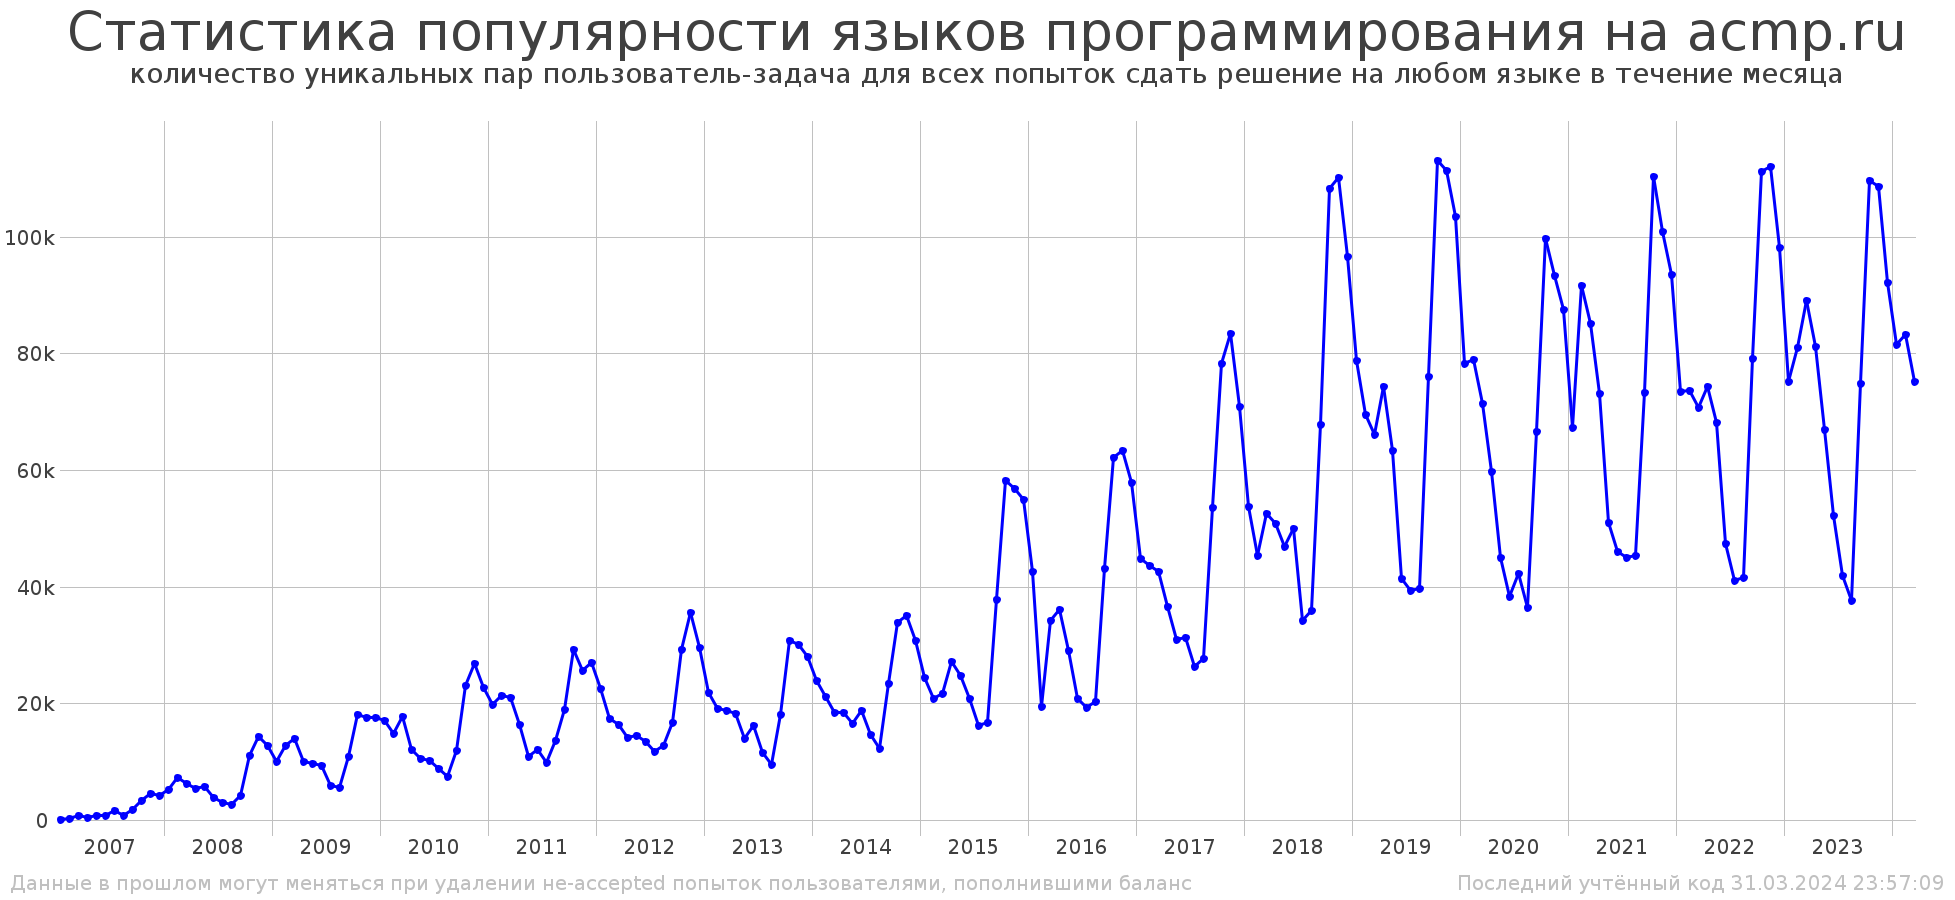 Статистика популярности языков программирования на acmp.ru
количество уникальных пар пользователь-задача для всех попыток сдать решение на любом языке в течение месяца
100k
80k
60k
40k
20k
0
2007 2008 2009 2010 2011 2012 2013 2014 2015 2016 2017 2018 2019 2020 2021 2022 2023
Данные в прошлом могут меняться при удалении не-accepted попыток пользователями, пополнившими баланс
Последний учтённый код 31.03.2024 23:57:09